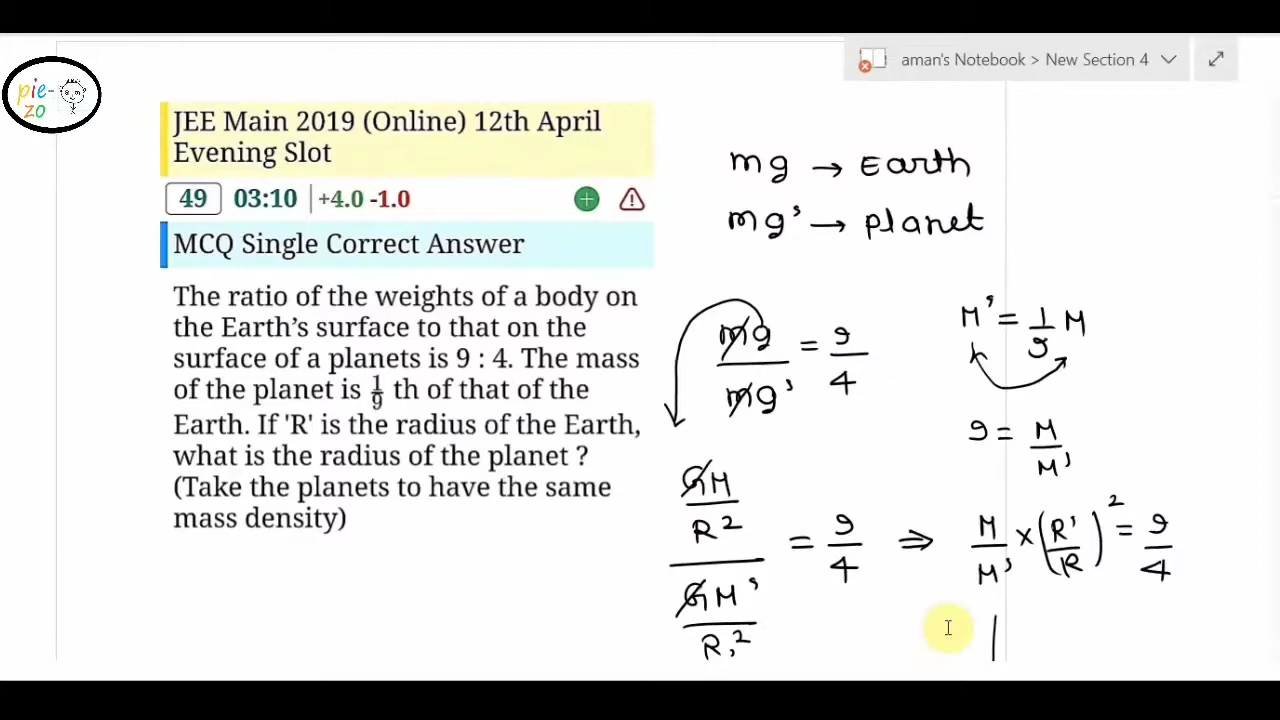 pie-
zo
aman's Notebook > New Section 4
JEE Main 2019 (Online) 12th April
Evening Slot
49 03:10 | +4.0 -1.0
MCQ Single Correct Answer
The ratio of the weights of a body on
the Earth's surface to that on the
surface of a planets is 9 : 4. The mass
of the planet is 1/9 th of that of the
Earth. If 'R' is the radius of the Earth,
what is the radius of the planet ?
(Take the planets to have the same
mass density)
mg → Earth
mg' → planet
mg/mg' = 9/4
M' = 1/9 M
9 = M/M'
(GM/R²)/(GM'/R'²) = 9/4 ⇒ M/M' × (R'/R)² = 9/4